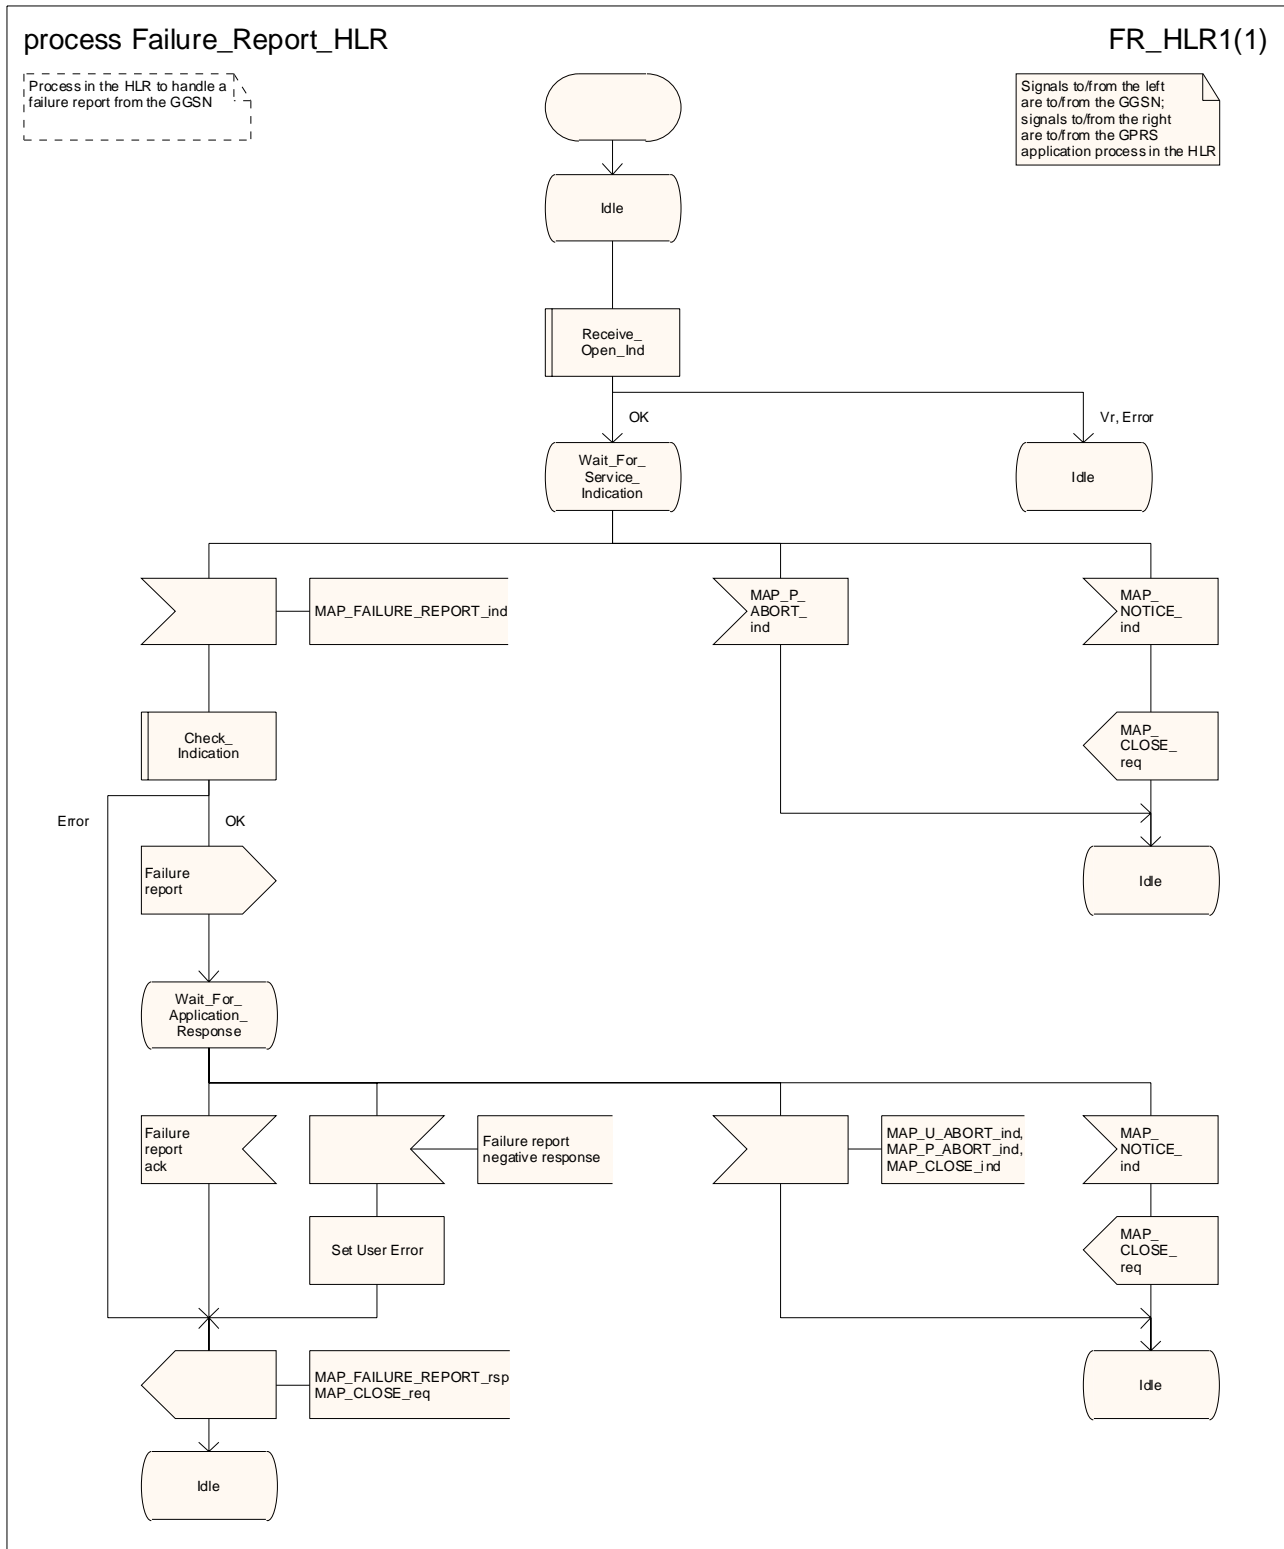 process Failure_Report_HLR
FR_HLR1(1)
Process in the HLR to handle a
failure report from the GGSN
Signals to/from the left
are to/from the GGSN;
signals to/from the right
are to/from the GPRS
application process in the HLR
Idle
Receive_
Open_Ind
OK
Vr, Error
Wait_For_
Service_
Indication
Idle
MAP_FAILURE_REPORT_ind
MAP_P_
ABORT_
ind
MAP_
NOTICE_
ind
Check_
Indication
MAP_
CLOSE_
req
Error
OK
Failure
report
Idle
Wait_For_
Application_
Response
Failure
report
ack
Failure report
negative response
MAP_U_ABORT_ind,
MAP_P_ABORT_ind,
MAP_CLOSE_ind
MAP_
NOTICE_
ind
Set User Error
MAP_
CLOSE_
req
MAP_FAILURE_REPORT_rsp
MAP_CLOSE_req
Idle
Idle